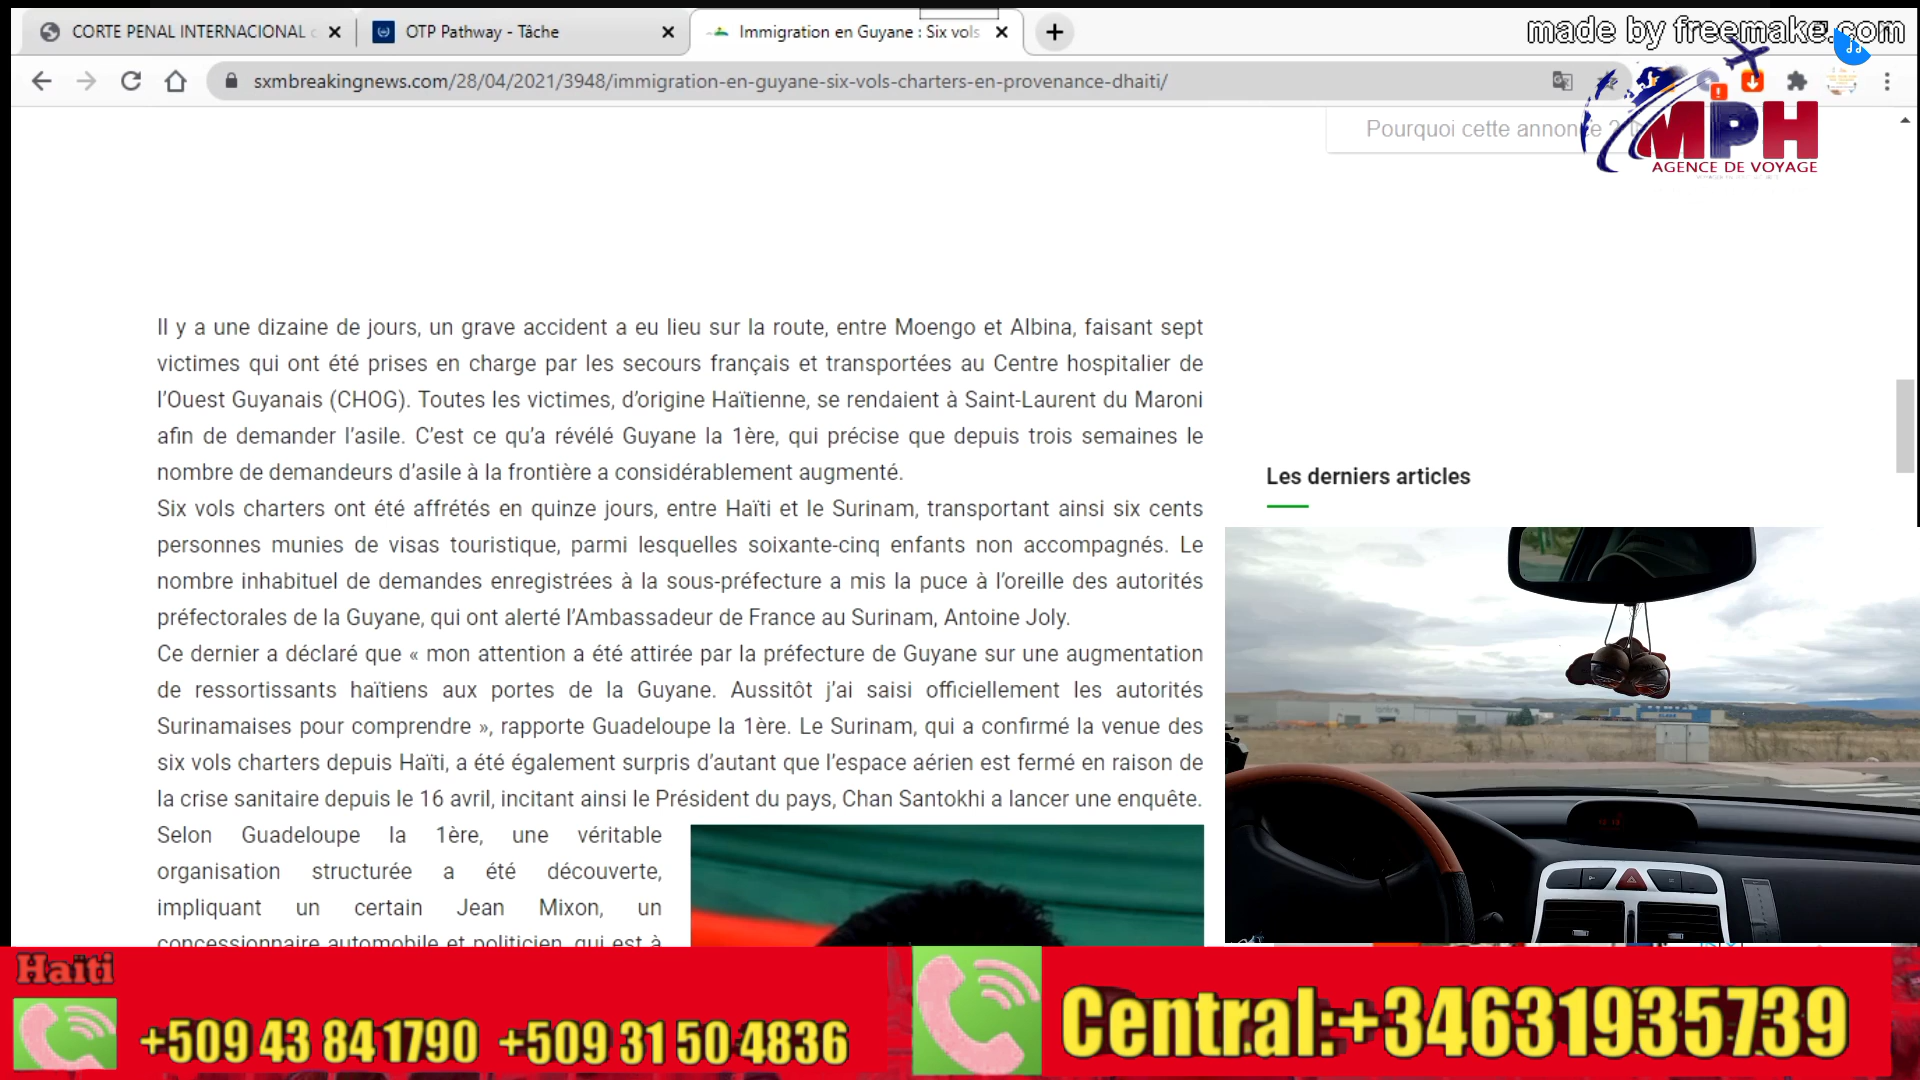 CORTE PENAL INTERNACIONAL
OTP Pathway - Tâche
Immigration en Guyane : Six vols
made by freemake.com
sxmbreakingnews.com/28/04/2021/3948/immigration-en-guyane-six-vols-charters-en-provenance-dhaiti/
Pourquoi cette annonce ?
MPH
AGENCE DE VOYAGE
Il y a une dizaine de jours, un grave accident a eu lieu sur la route, entre Moengo et Albina, faisant sept
victimes qui ont été prises en charge par les secours français et transportées au Centre hospitalier de
l’Ouest Guyanais (CHOG). Toutes les victimes, d’origine Haïtienne, se rendaient à Saint-Laurent du Maroni
afin de demander l’asile. C’est ce qu’a révélé Guyane la 1ère, qui précise que depuis trois semaines le
nombre de demandeurs d’asile à la frontière a considérablement augmenté.
Six vols charters ont été affrétés en quinze jours, entre Haïti et le Surinam, transportant ainsi six cents
personnes munies de visas touristique, parmi lesquelles soixante-cinq enfants non accompagnés. Le
nombre inhabituel de demandes enregistrées à la sous-préfecture a mis la puce à l’oreille des autorités
préfectorales de la Guyane, qui ont alerté l’Ambassadeur de France au Surinam, Antoine Joly.
Ce dernier a déclaré que « mon attention a été attirée par la préfecture de Guyane sur une augmentation
de ressortissants haïtiens aux portes de la Guyane. Aussitôt j’ai saisi officiellement les autorités
Surinamaises pour comprendre », rapporte Guadeloupe la 1ère. Le Surinam, qui a confirmé la venue des
six vols charters depuis Haïti, a été également surpris d’autant que l’espace aérien est fermé en raison de
la crise sanitaire depuis le 16 avril, incitant ainsi le Président du pays, Chan Santokhi a lancer une enquête.
Selon Guadeloupe la 1ère, une véritable
organisation structurée a été découverte,
impliquant un certain Jean Mixon, un
concessionnaire automobile et politicien, qui est à
Les derniers articles
Haïti
+509 43 84 1790 +509 31 50 4836
Central:+34631935739